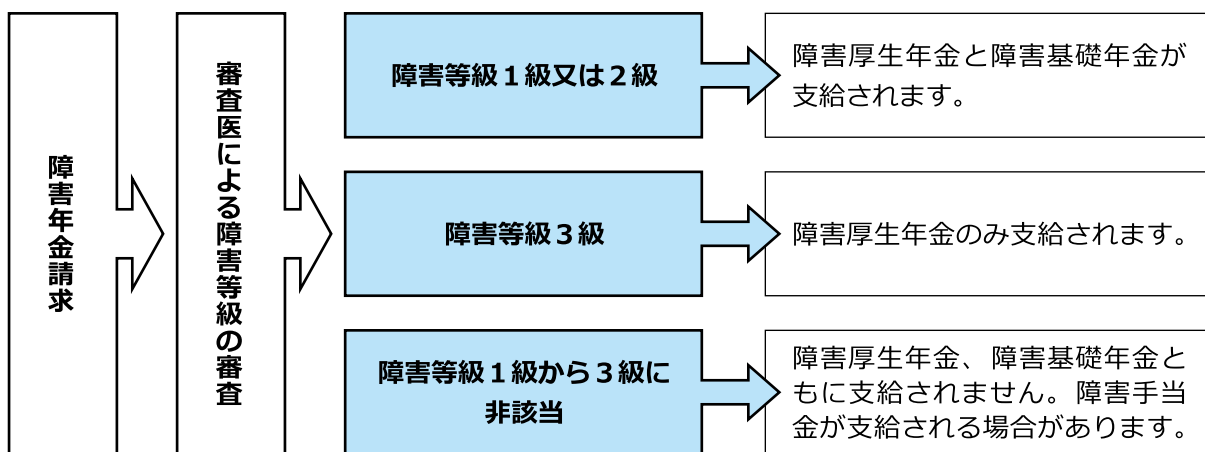 障害年金請求
審査医による障害等級の審査
障害等級１級又は２級
障害厚生年金と障害基礎年金が
支給されます。
障害等級３級
障害厚生年金のみ支給されます。
障害等級１級から３級に
非該当
障害厚生年金、障害基礎年金と
もに支給されません。障害手当
金が支給される場合があります。